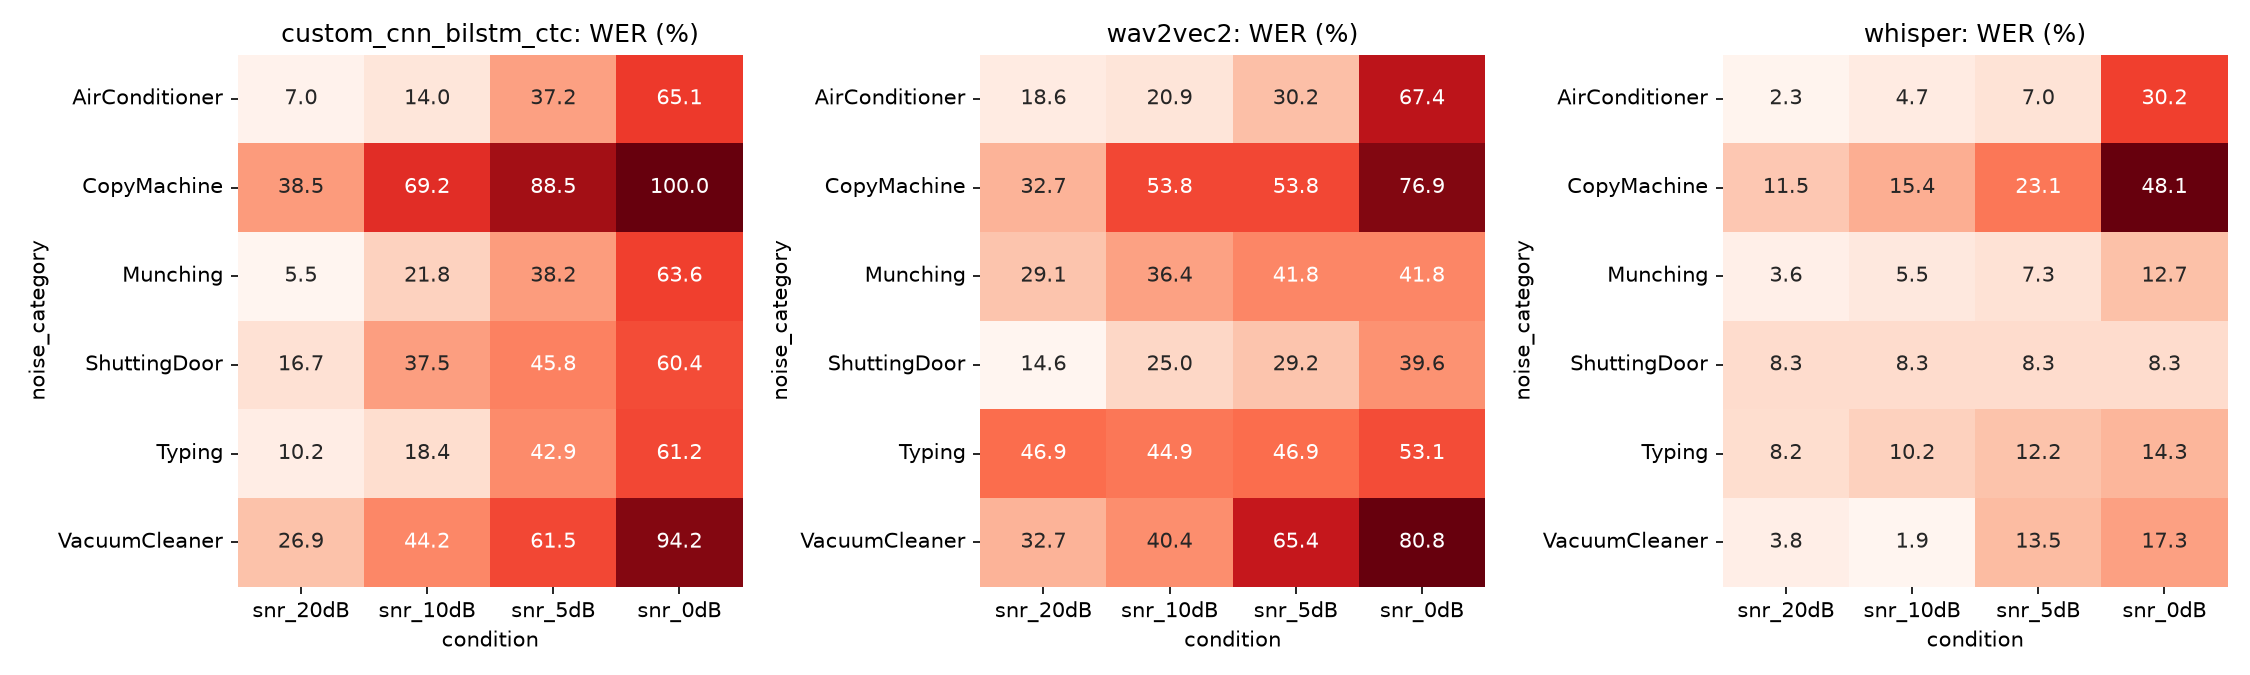 custom_cnn_bilstm_ctc: WER (%)
noise_category
AirConditioner 7.0 14.0 37.2 65.1
CopyMachine 38.5 69.2 88.5 100.0
Munching 5.5 21.8 38.2 63.6
ShuttingDoor 16.7 37.5 45.8 60.4
Typing 10.2 18.4 42.9 61.2
VacuumCleaner 26.9 44.2 61.5 94.2
snr_20dB snr_10dB snr_5dB snr_0dB
condition
wav2vec2: WER (%)
noise_category
AirConditioner 18.6 20.9 30.2 67.4
CopyMachine 32.7 53.8 53.8 76.9
Munching 29.1 36.4 41.8 41.8
ShuttingDoor 14.6 25.0 29.2 39.6
Typing 46.9 44.9 46.9 53.1
VacuumCleaner 32.7 40.4 65.4 80.8
snr_20dB snr_10dB snr_5dB snr_0dB
condition
whisper: WER (%)
noise_category
AirConditioner 2.3 4.7 7.0 30.2
CopyMachine 11.5 15.4 23.1 48.1
Munching 3.6 5.5 7.3 12.7
ShuttingDoor 8.3 8.3 8.3 8.3
Typing 8.2 10.2 12.2 14.3
VacuumCleaner 3.8 1.9 13.5 17.3
snr_20dB snr_10dB snr_5dB snr_0dB
condition